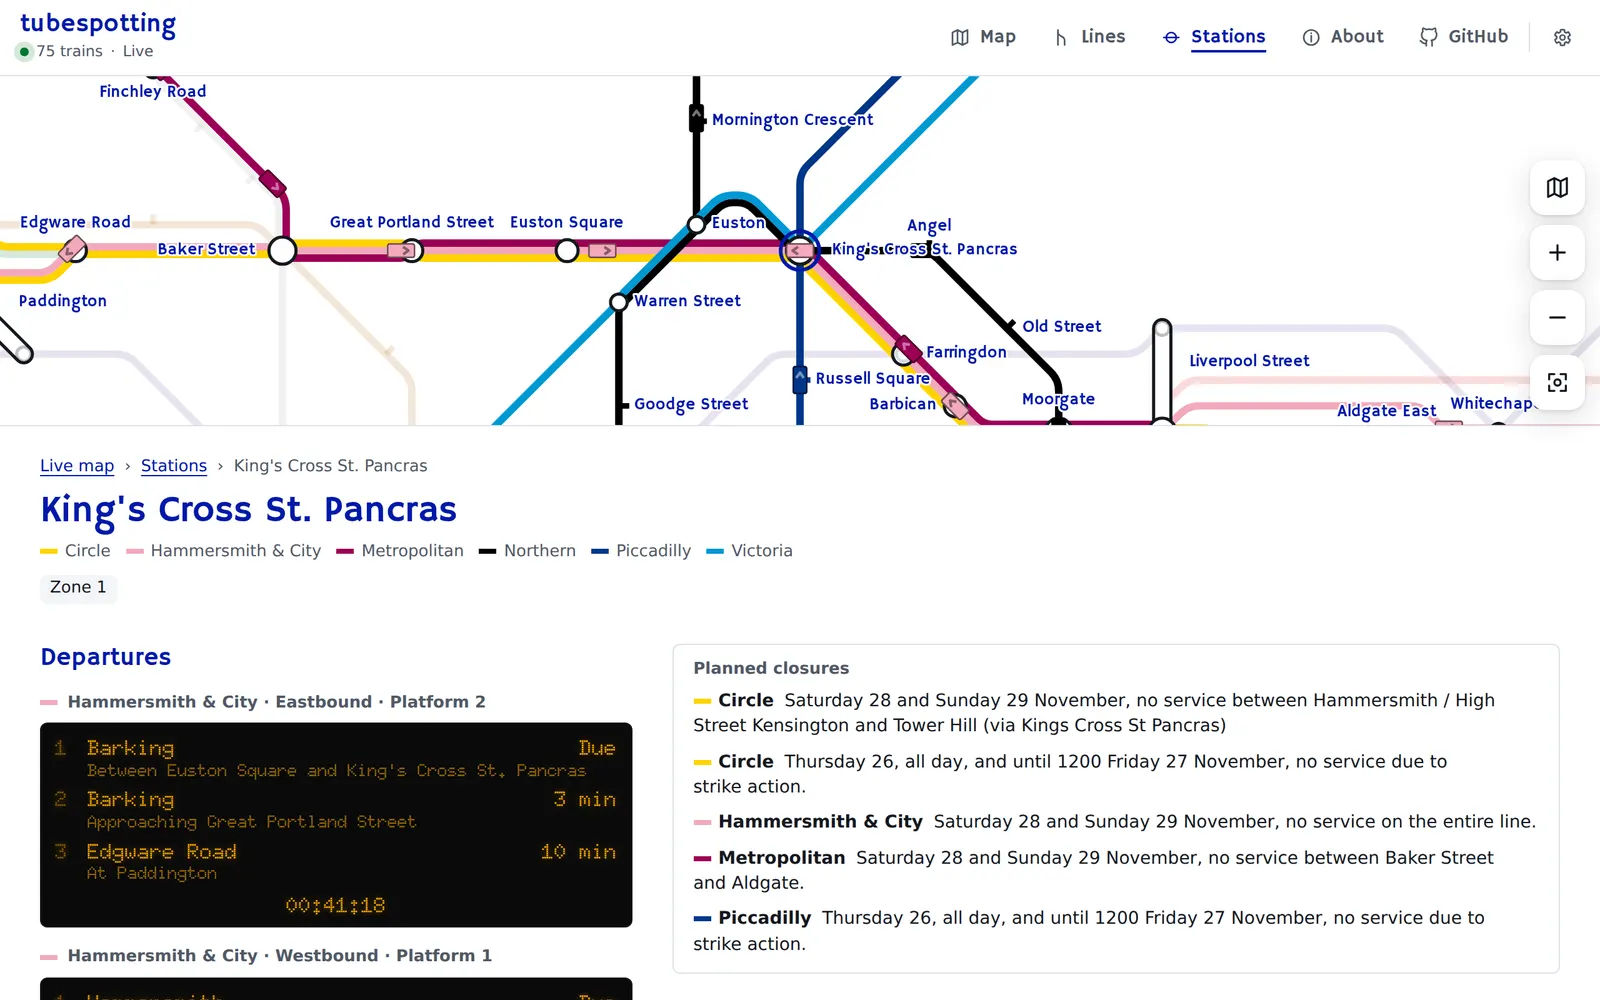 tubespotting
75 trains · Live
Map
Lines
Stations
About
GitHub
Finchley Road
Mornington Crescent
Edgware Road
Great Portland Street
Euston Square
Euston
Angel
Baker Street
King's Cross St. Pancras
Paddington
Warren Street
Old Street
Farringdon
Liverpool Street
Russell Square
Goodge Street
Barbican
Moorgate
Aldgate East
Whitechap
Live map › Stations › King's Cross St. Pancras
King's Cross St. Pancras
Circle Hammersmith & City Metropolitan Northern Piccadilly Victoria
Zone 1
Departures
Hammersmith & City · Eastbound · Platform 2
1 Barking Due
Between Euston Square and King's Cross St. Pancras
2 Barking 3 min
Approaching Great Portland Street
3 Edgware Road 10 min
At Paddington
00:41:18
Hammersmith & City · Westbound · Platform 1
Planned closures
Circle Saturday 28 and Sunday 29 November, no service between Hammersmith / High
Street Kensington and Tower Hill (via Kings Cross St Pancras)
Circle Thursday 26, all day, and until 1200 Friday 27 November, no service due to
strike action.
Hammersmith & City Saturday 28 and Sunday 29 November, no service on the entire line.
Metropolitan Saturday 28 and Sunday 29 November, no service between Baker Street
and Aldgate.
Piccadilly Thursday 26, all day, and until 1200 Friday 27 November, no service due to
strike action.